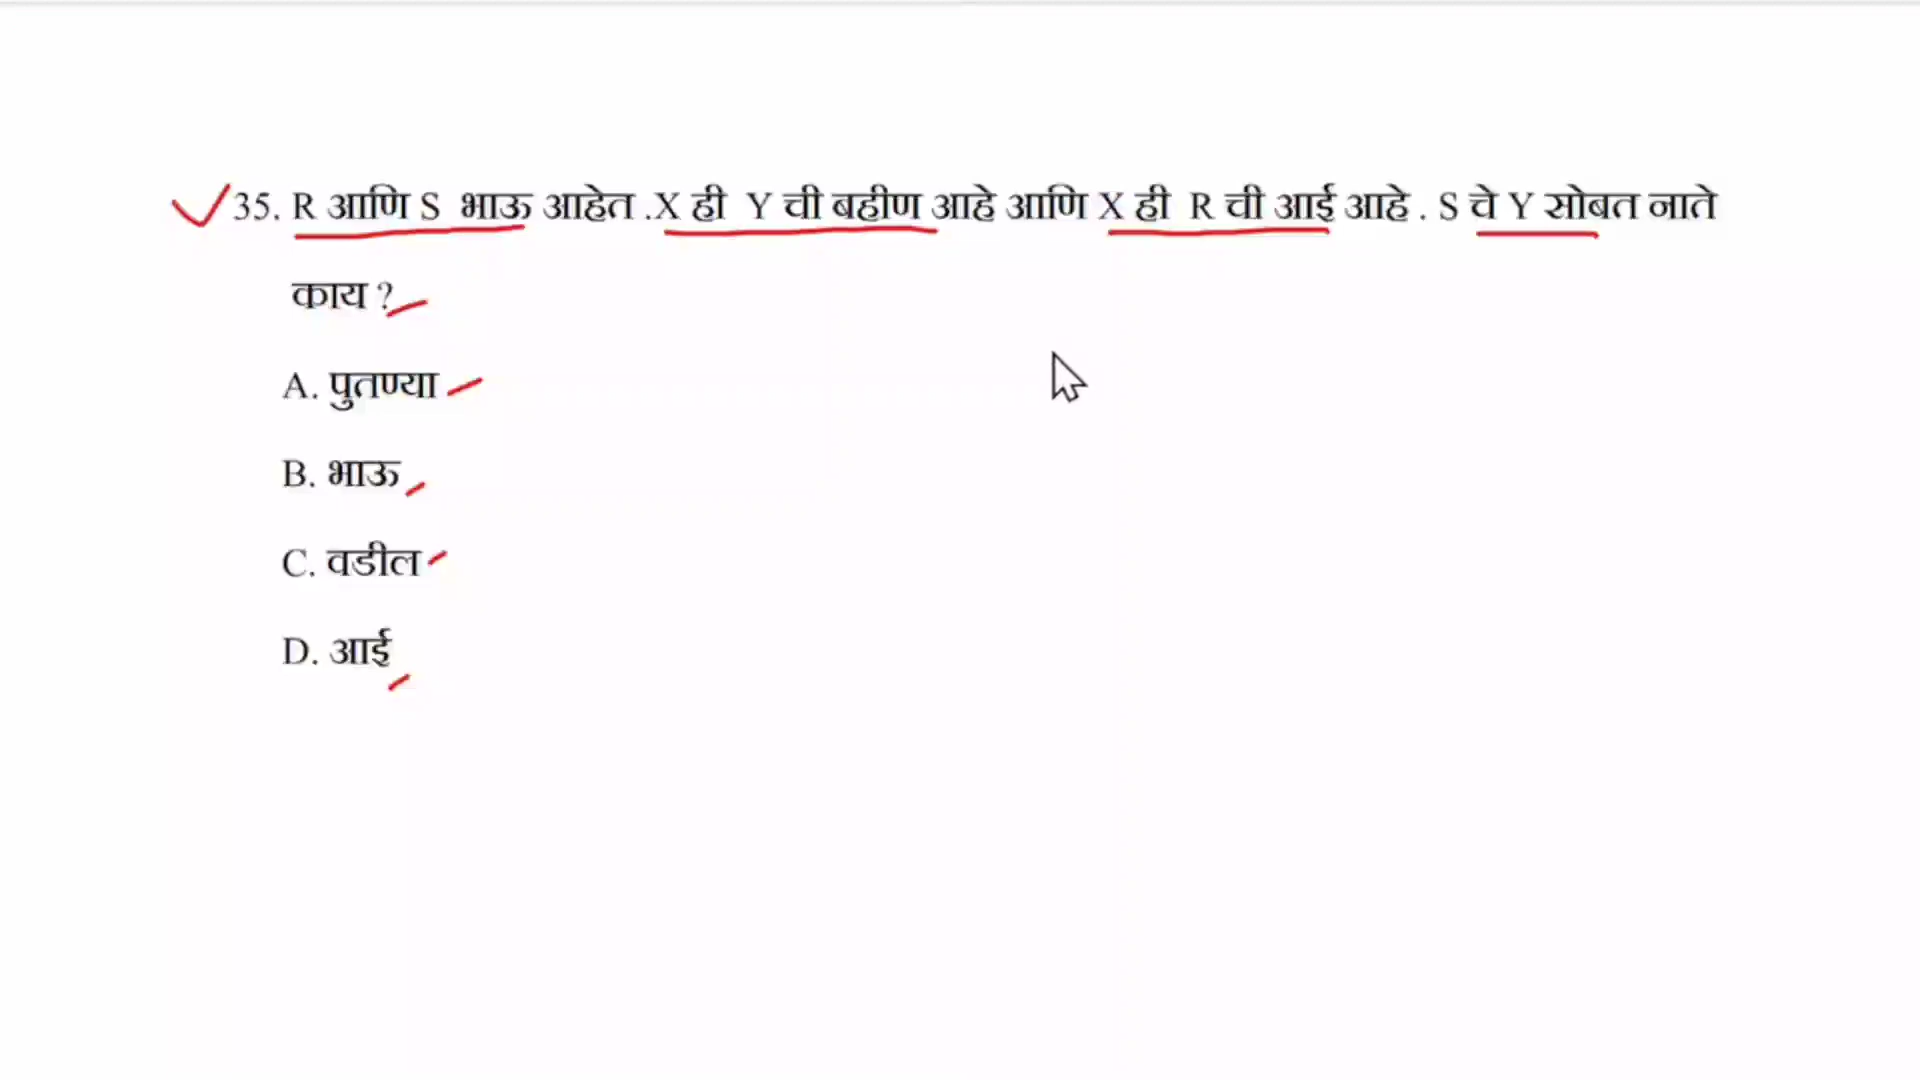 35. R आणि S भाऊ आहेत .X ही Y ची बहीण आहे आणि X ही R ची आई आहे . S चे Y सोबत नाते
काय ?
A. पुतण्या
B. भाऊ
C. वडील
D. आई